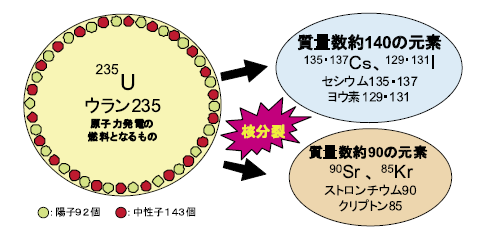 ²³⁵U
ウラン235
原子力発電の
燃料となるもの
:陽子92個 :中性子143個
核分裂
質量数約140の元素
¹³⁵・¹³⁷Cs、¹²⁹・¹³¹I
セシウム135・137
ヨウ素129・131
質量数約90の元素
⁹⁰Sr 、⁸⁵Kr
ストロンチウム90
クリプトン85